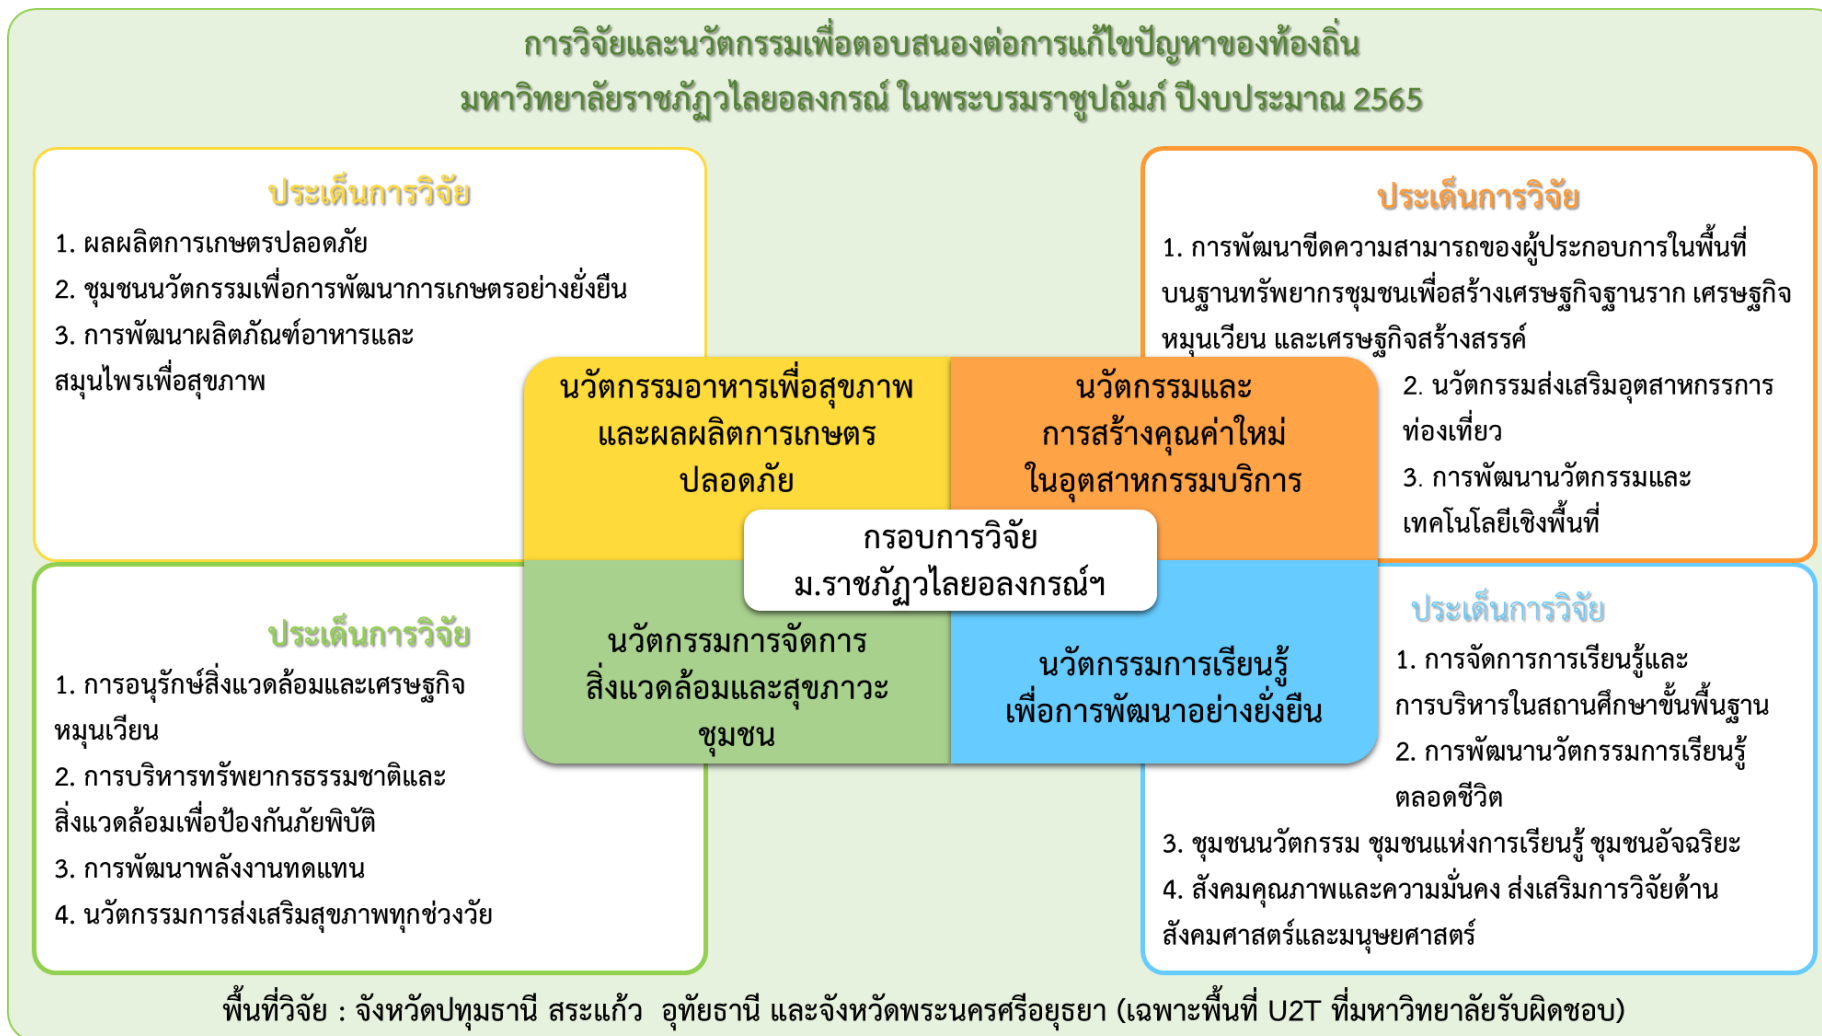 การวิจัยและนวัตกรรมเพื่อตอบสนองต่อการแก้ไขปัญหาของท้องถิ่น
มหาวิทยาลัยราชภัฏวไลยอลงกรณ์ ในพระบรมราชูปถัมภ์ ปีงบประมาณ 2565
ประเด็นการวิจัย
1. ผลผลิตการเกษตรปลอดภัย
2. ชุมชนนวัตกรรมเพื่อการพัฒนาการเกษตรอย่างยั่งยืน
3. การพัฒนาผลิตภัณฑ์อาหารและ
สมุนไพรเพื่อสุขภาพ
ประเด็นการวิจัย
1. การพัฒนาขีดความสามารถของผู้ประกอบการในพื้นที่
บนฐานทรัพยากรชุมชนเพื่อสร้างเศรษฐกิจฐานราก เศรษฐกิจ
หมุนเวียน และเศรษฐกิจสร้างสรรค์
2. นวัตกรรมส่งเสริมอุตสาหกรรการ
ท่องเที่ยว
3. การพัฒนานวัตกรรมและ
เทคโนโลยีเชิงพื้นที่
นวัตกรรมอาหารเพื่อสุขภาพ
และผลผลิตการเกษตร
ปลอดภัย
นวัตกรรมและ
การสร้างคุณค่าใหม่
ในอุตสาหกรรมบริการ
กรอบการวิจัย
ม.ราชภัฏวไลยอลงกรณ์ฯ
นวัตกรรมการจัดการ
สิ่งแวดล้อมและสุขภาวะ
ชุมชน
นวัตกรรมการเรียนรู้
เพื่อการพัฒนาอย่างยั่งยืน
ประเด็นการวิจัย
1. การอนุรักษ์สิ่งแวดล้อมและเศรษฐกิจ
หมุนเวียน
2. การบริหารทรัพยากรธรรมชาติและ
สิ่งแวดล้อมเพื่อป้องกันภัยพิบัติ
3. การพัฒนาพลังงานทดแทน
4. นวัตกรรมการส่งเสริมสุขภาพทุกช่วงวัย
ประเด็นการวิจัย
1. การจัดการการเรียนรู้และ
การบริหารในสถานศึกษาขั้นพื้นฐาน
2. การพัฒนานวัตกรรมการเรียนรู้
ตลอดชีวิต
3. ชุมชนนวัตกรรม ชุมชนแห่งการเรียนรู้ ชุมชนอัจฉริยะ
4. สังคมคุณภาพและความมั่นคง ส่งเสริมการวิจัยด้าน
สังคมศาสตร์และมนุษยศาสตร์
พื้นที่วิจัย : จังหวัดปทุมธานี สระแก้ว อุทัยธานี และจังหวัดพระนครศรีอยุธยา (เฉพาะพื้นที่ U2T ที่มหาวิทยาลัยรับผิดชอบ)